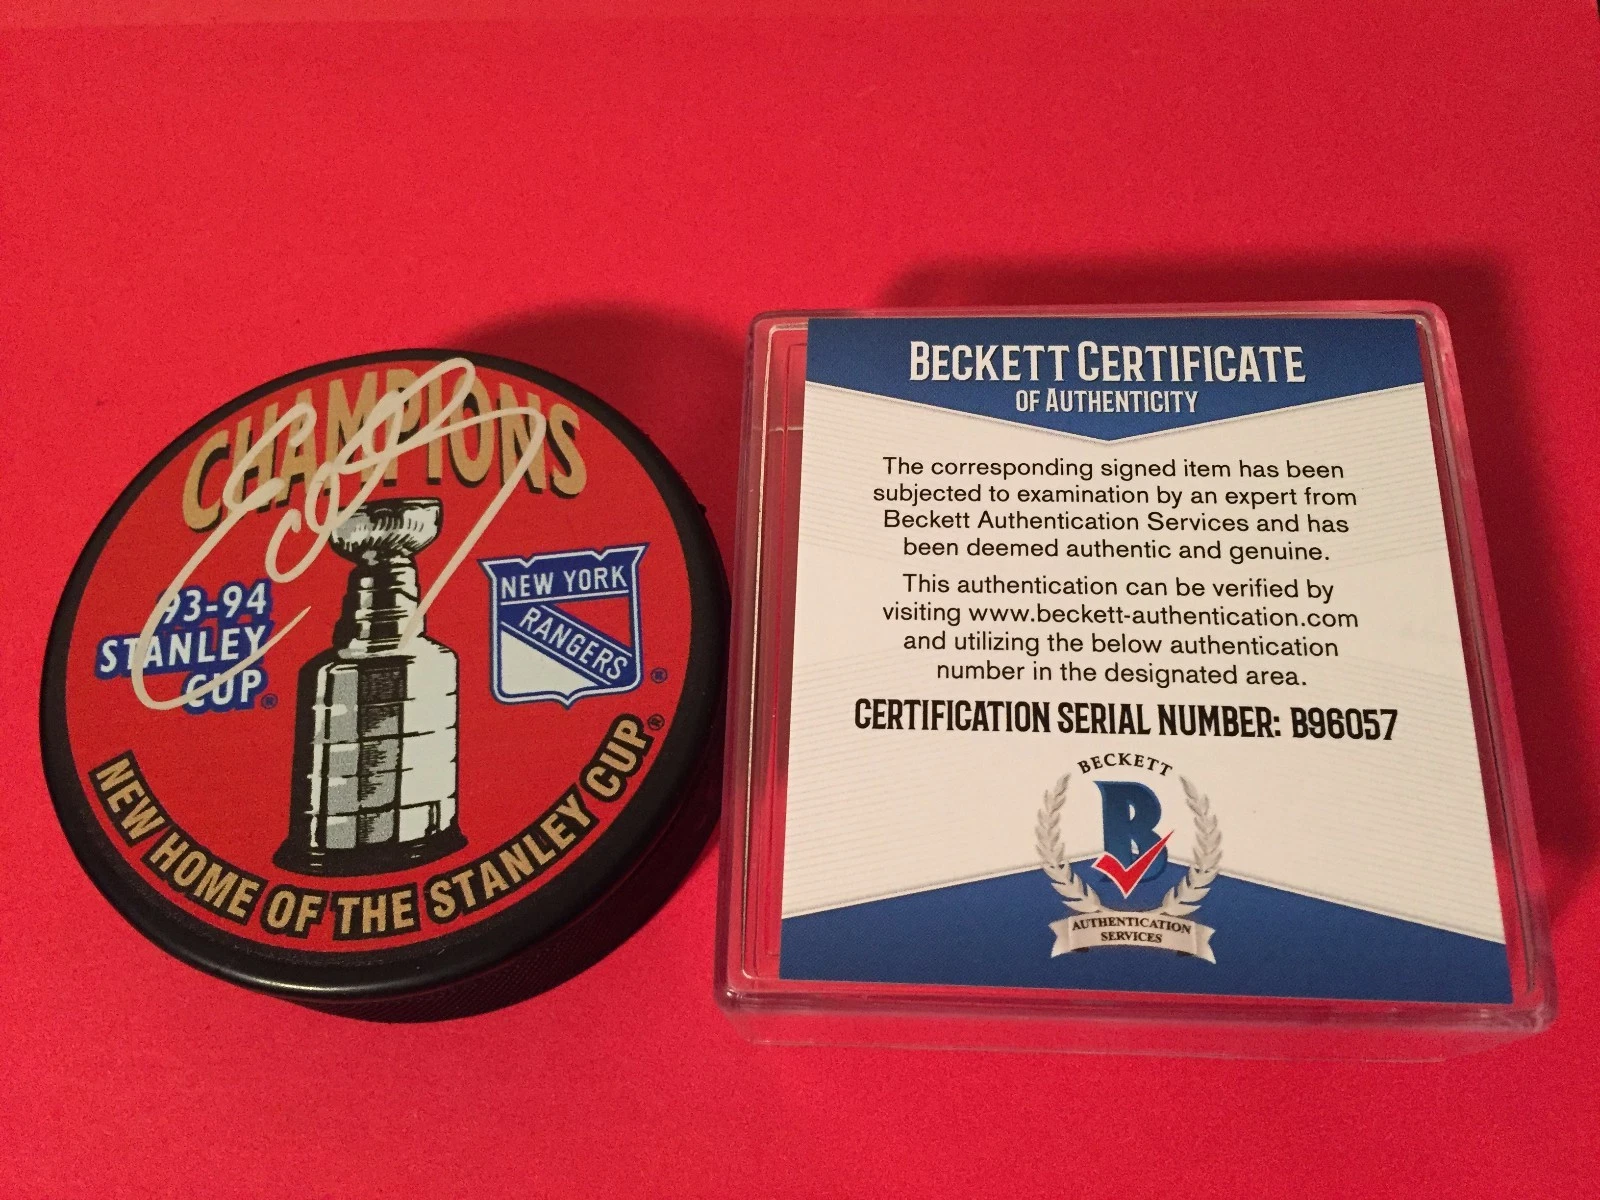 CHAMPIONS
93-94
STANLEY
CUP®
NEW YORK
RANGERS
®
NEW HOME OF THE STANLEY CUP®
BECKETT CERTIFICATE
OF AUTHENTICITY
The corresponding signed item has been
subjected to examination by an expert from
Beckett Authentication Services and has
been deemed authentic and genuine.
This authentication can be verified by
visiting www.beckett-authentication.com
and utilizing the below authentication
number in the designated area.
CERTIFICATION SERIAL NUMBER: B96057
BECKETT
B
AUTHENTICATION
SERVICES